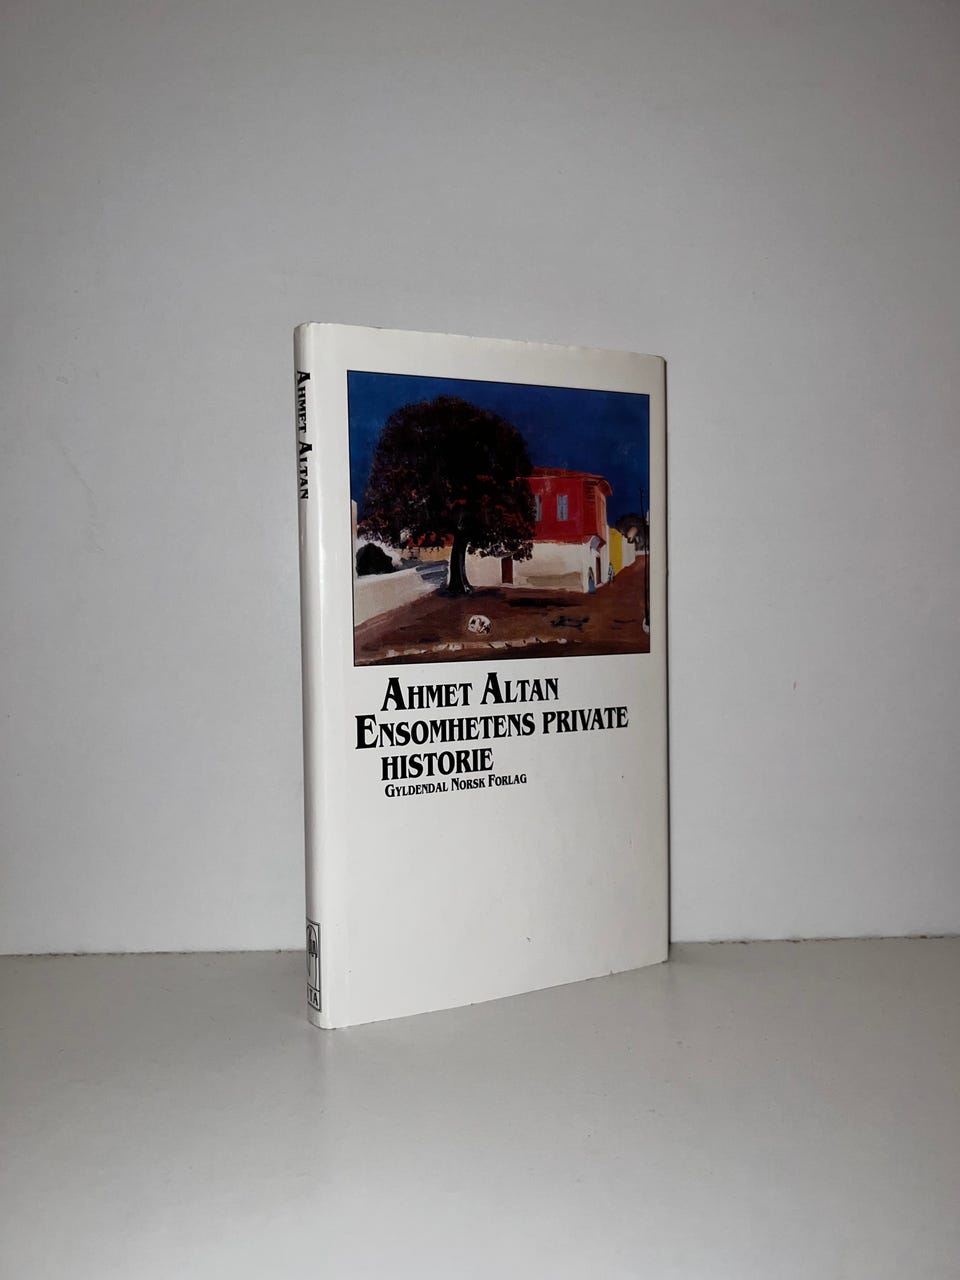 Ahmet Altan
Ahmet Altan
Ensomhetens private
historie
Gyldendal Norsk Forlag